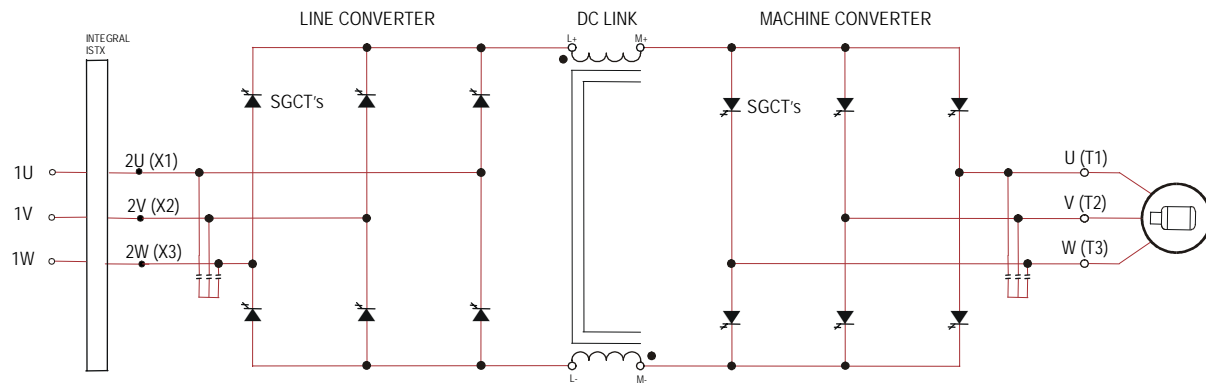 LINE CONVERTER
DC LINK
MACHINE CONVERTER
INTEGRAL
ISTX
L+
M+
SGCT's
SGCT's
1U
2U (X1)
U (T1)
1V
2V (X2)
V (T2)
1W
2W (X3)
W (T3)
L-
M-